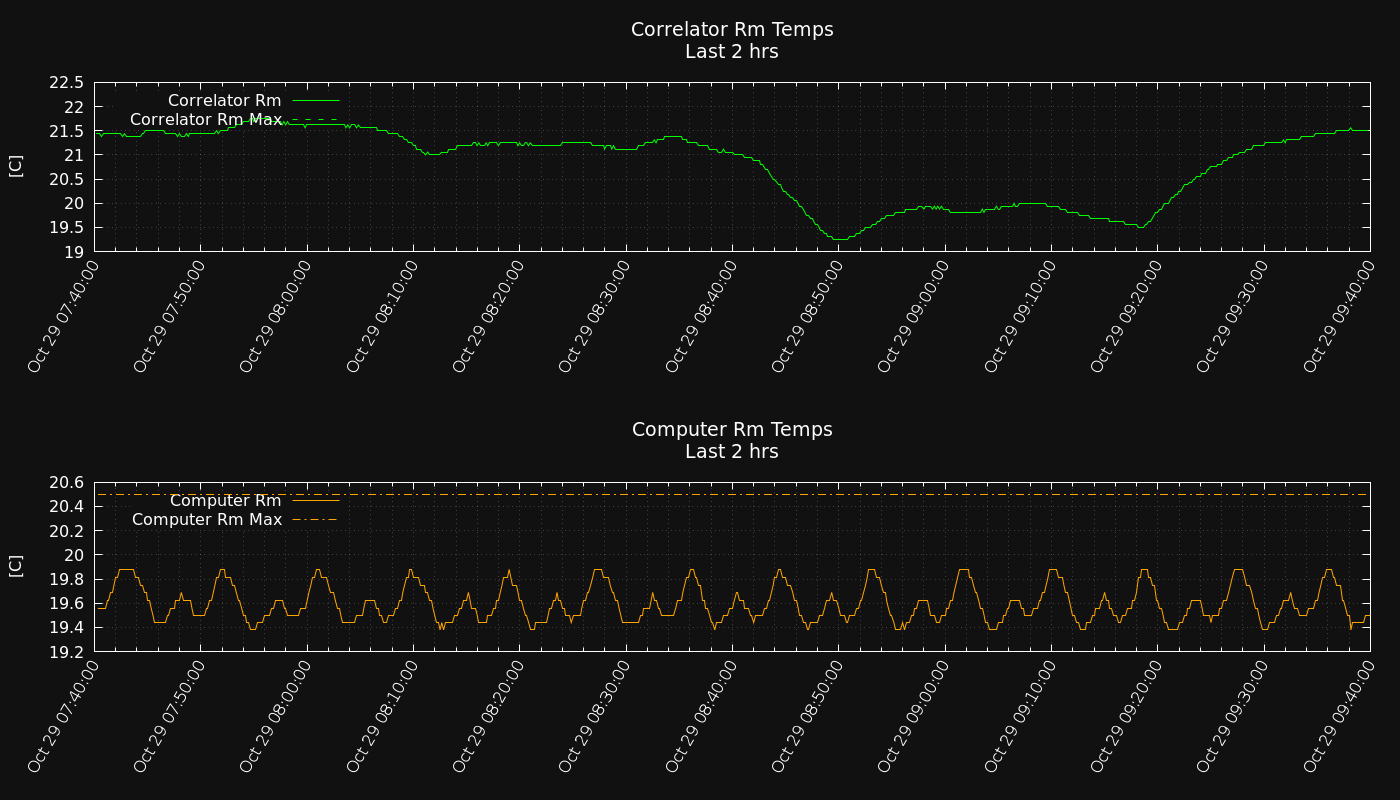 Correlator Rm Temps
Last 2 hrs
22.5
22
21.5
21
20.5
20
19.5
19
[C]
Correlator Rm
Correlator Rm Max
Oct 29 07:40:00
Oct 29 07:50:00
Oct 29 08:00:00
Oct 29 08:10:00
Oct 29 08:20:00
Oct 29 08:30:00
Oct 29 08:40:00
Oct 29 08:50:00
Oct 29 09:00:00
Oct 29 09:10:00
Oct 29 09:20:00
Oct 29 09:30:00
Oct 29 09:40:00
Computer Rm Temps
Last 2 hrs
20.6
20.4
20.2
20
19.8
19.6
19.4
19.2
[C]
Computer Rm
Computer Rm Max
Oct 29 07:40:00
Oct 29 07:50:00
Oct 29 08:00:00
Oct 29 08:10:00
Oct 29 08:20:00
Oct 29 08:30:00
Oct 29 08:40:00
Oct 29 08:50:00
Oct 29 09:00:00
Oct 29 09:10:00
Oct 29 09:20:00
Oct 29 09:30:00
Oct 29 09:40:00